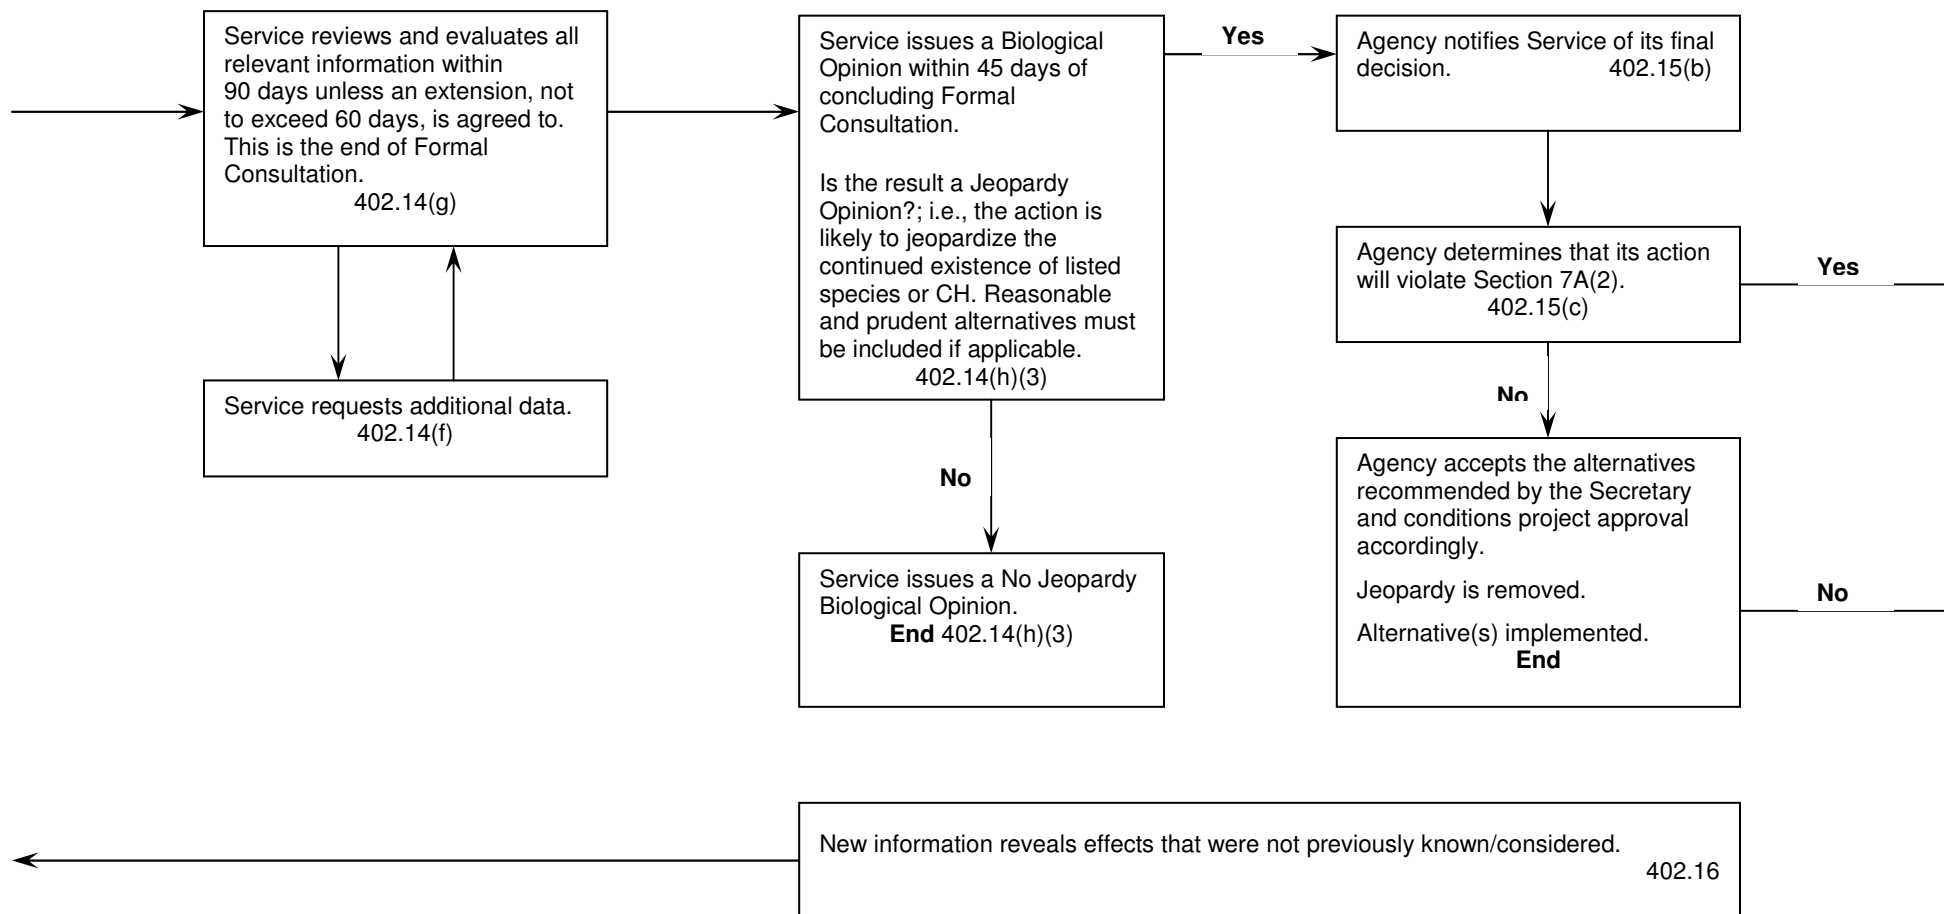 Service reviews and evaluates all
relevant information within
90 days unless an extension, not
to exceed 60 days, is agreed to.
This is the end of Formal
Consultation.
402.14(g)
Service requests additional data.
402.14(f)
Service issues a Biological
Opinion within 45 days of
concluding Formal
Consultation.
Is the result a Jeopardy
Opinion?; i.e., the action is
likely to jeopardize the
continued existence of listed
species or CH. Reasonable
and prudent alternatives must
be included if applicable.
402.14(h)(3)
Yes
No
Service issues a No Jeopardy
Biological Opinion.
End 402.14(h)(3)
Agency notifies Service of its final
decision. 402.15(b)
Agency determines that its action
will violate Section 7A(2).
402.15(c)
Yes
No
Agency accepts the alternatives
recommended by the Secretary
and conditions project approval
accordingly.
Jeopardy is removed.
Alternative(s) implemented.
End
No
New information reveals effects that were not previously known/considered.
402.16